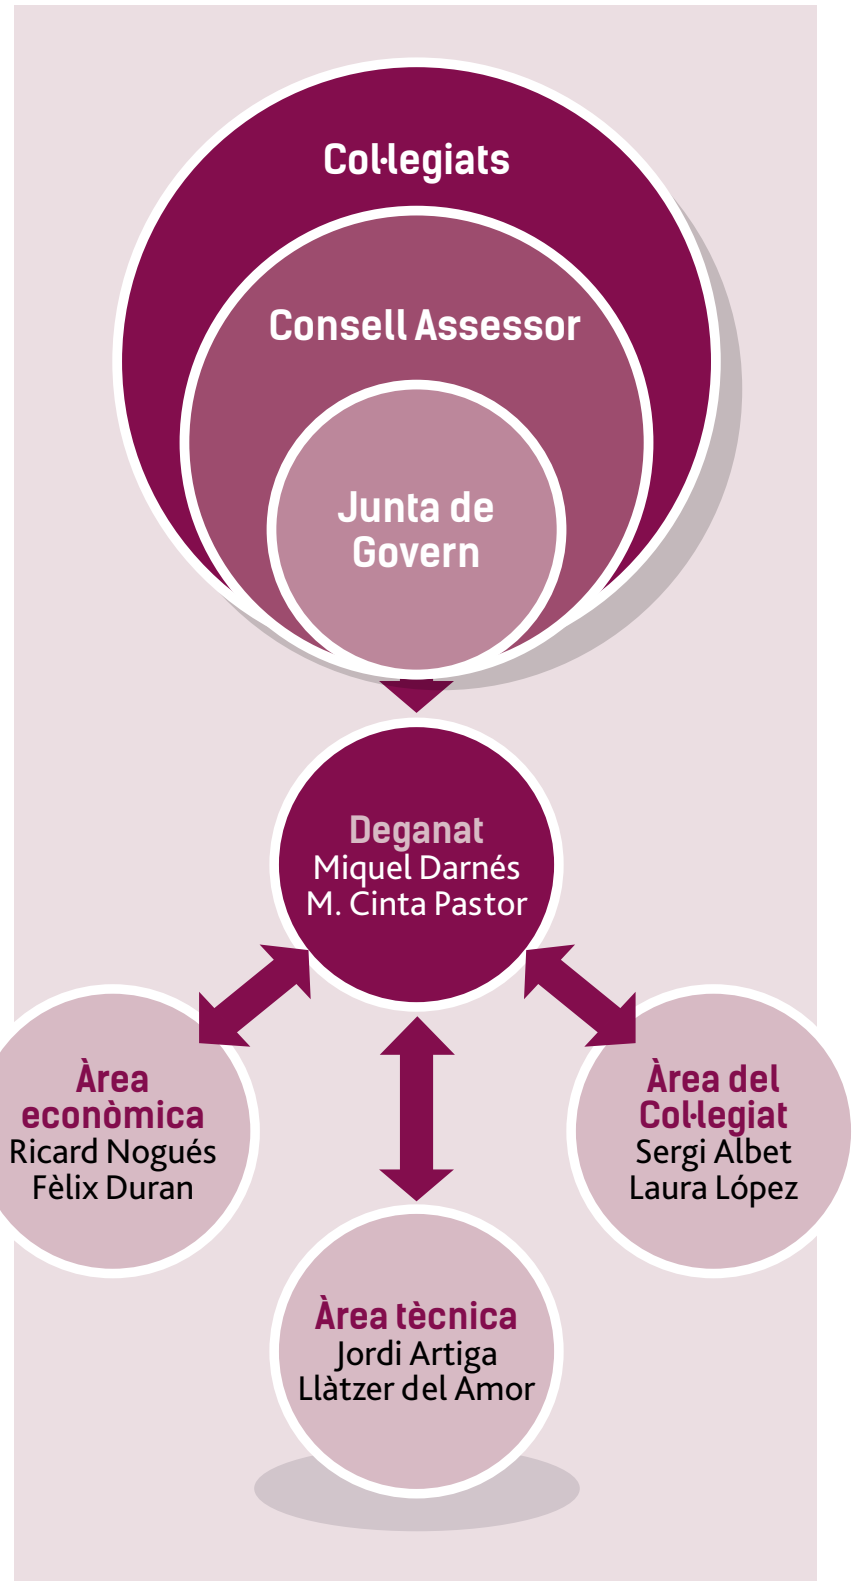 Col·legiats
Consell Assessor
Junta de
Govern
Deganat
Miquel Darnés
M. Cinta Pastor
Àrea
econòmica
Ricard Nogués
Fèlix Duran
Àrea del
Col·legiat
Sergi Albet
Laura López
Àrea tècnica
Jordi Artiga
Llàtzer del Amor